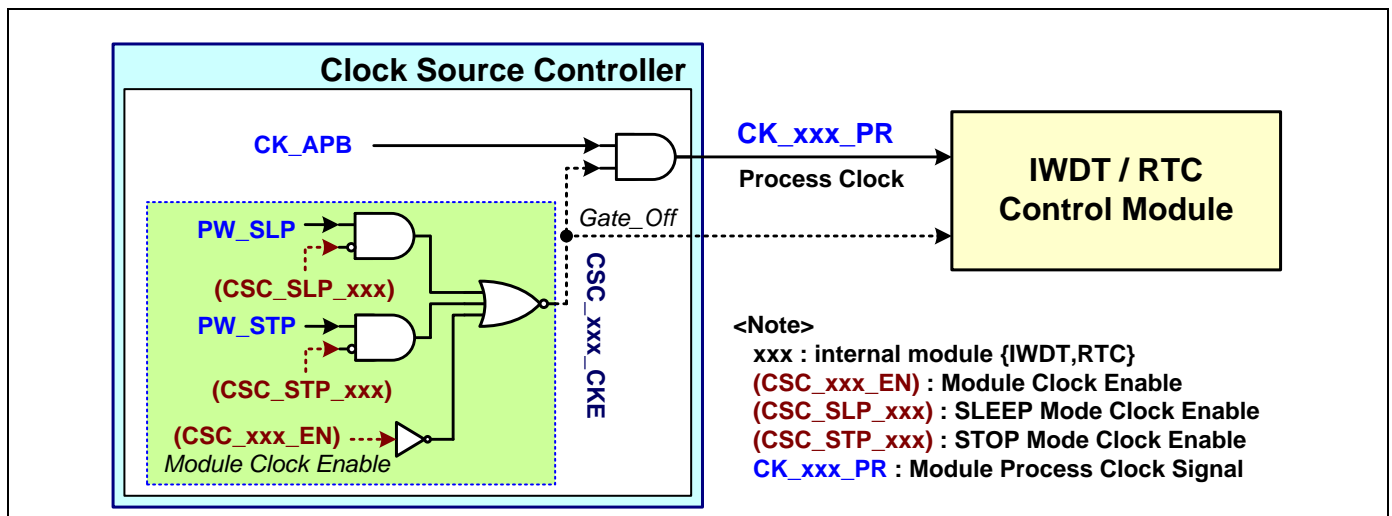 Clock Source Controller
CK_APB
CK_xxx_PR
Process Clock
IWDT / RTC
Control Module
PW_SLP
(CSC_SLP_xxx)
PW_STP
(CSC_STP_xxx)
(CSC_xxx_EN)
Module Clock Enable
Gate_Off
CSC_xxx_CKE
<Note>
xxx : internal module {IWDT,RTC}
(CSC_xxx_EN) : Module Clock Enable
(CSC_SLP_xxx) : SLEEP Mode Clock Enable
(CSC_STP_xxx) : STOP Mode Clock Enable
CK_xxx_PR : Module Process Clock Signal